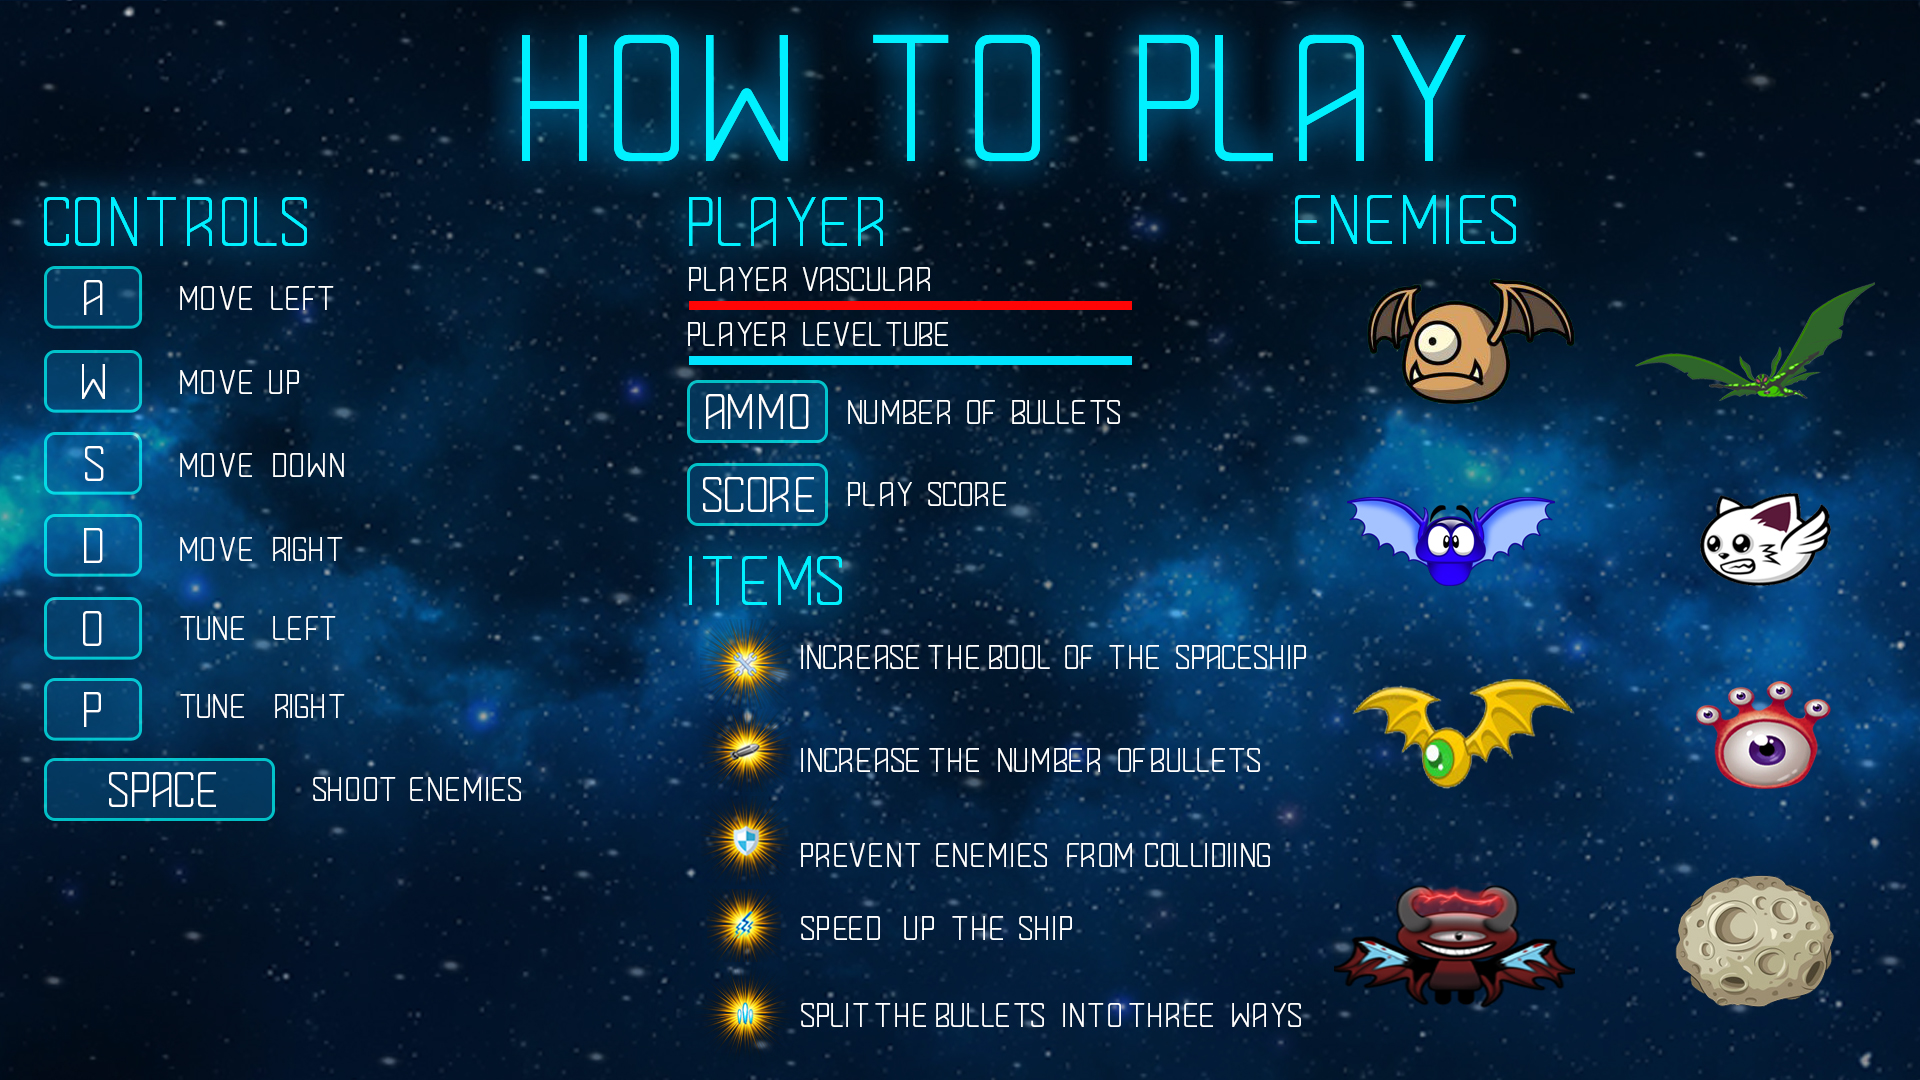 HOW TO PLAY
CONTROLS
A MOVE LEFT
W MOVE UP
S MOVE DOWN
D MOVE RIGHT
O TUNE LEFT
P TUNE RIGHT
SPACE SHOOT ENEMIES
PLAYER
PLAYER VASCULAR
PLAYER LEVEL TUBE
AMMO NUMBER OF BULLETS
SCORE PLAY SCORE
ITEMS
INCREASE THE BOOL OF THE SPACESHIP
INCREASE THE NUMBER OF BULLETS
PREVENT ENEMIES FROM COLLIDIING
SPEED UP THE SHIP
SPLIT THE BULLETS INTO THREE WAYS
ENEMIES